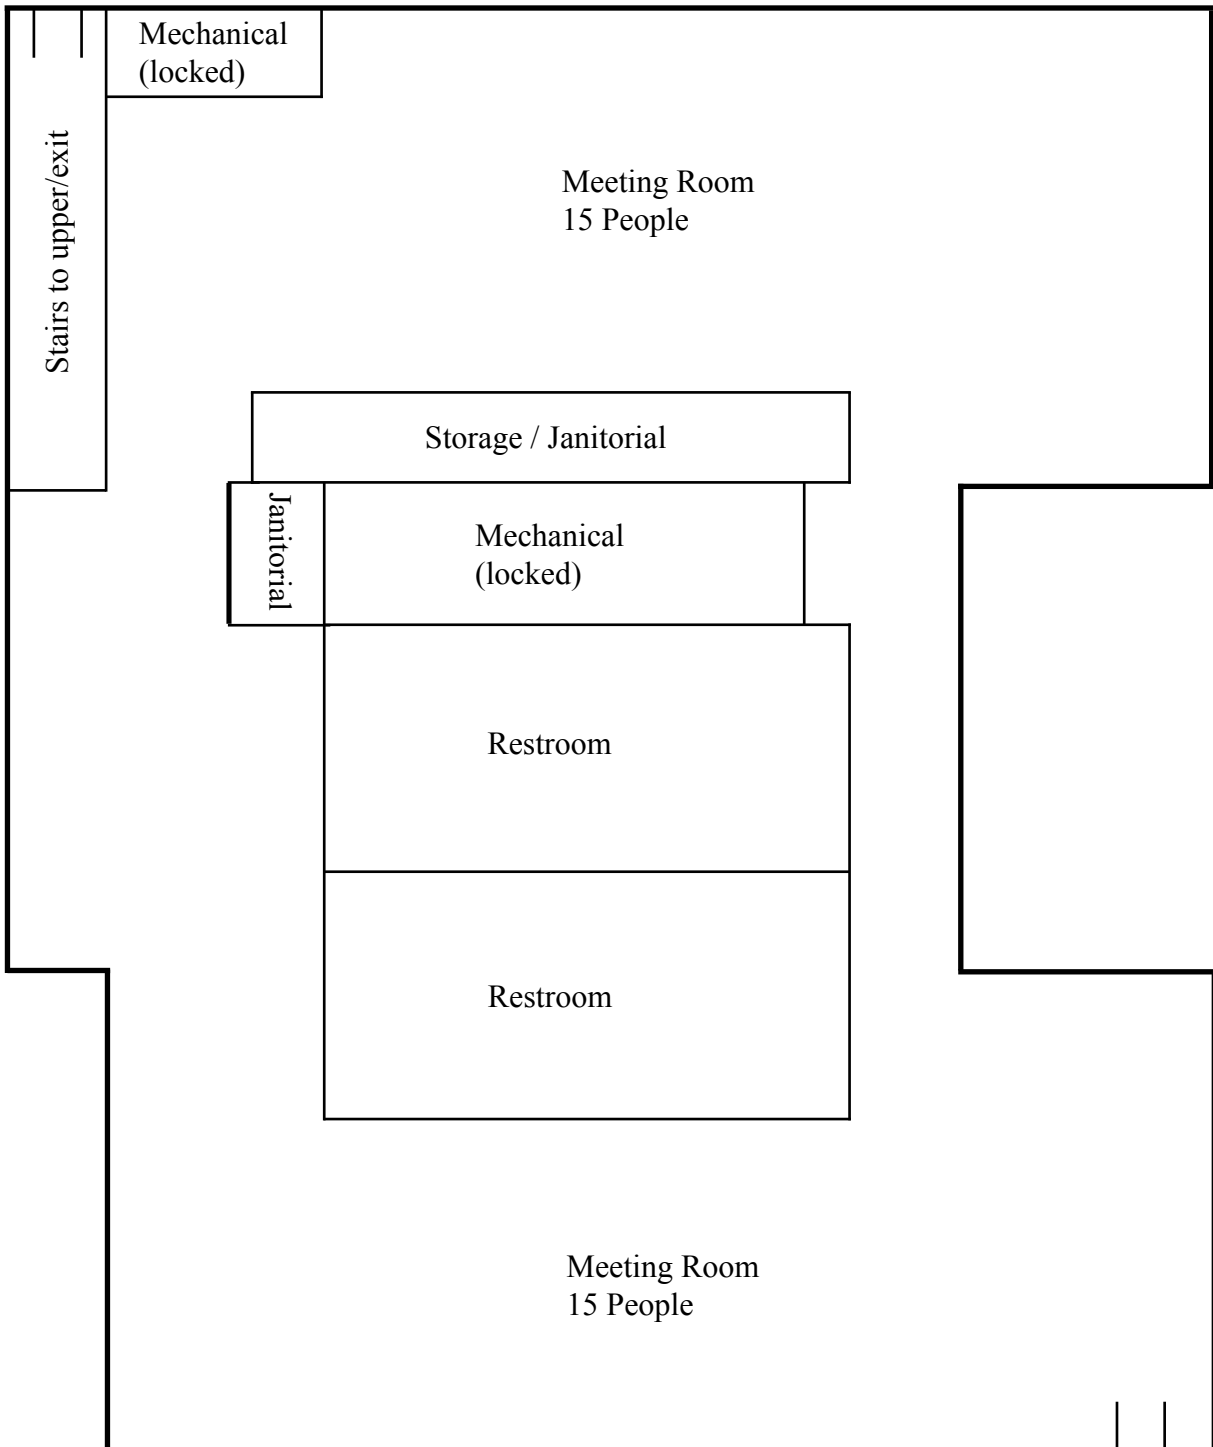 Mechanical
(locked)
Stairs to upper/exit
Meeting Room
15 People
Storage / Janitorial
Janitorial
Mechanical
(locked)
Restroom
Restroom
Meeting Room
15 People